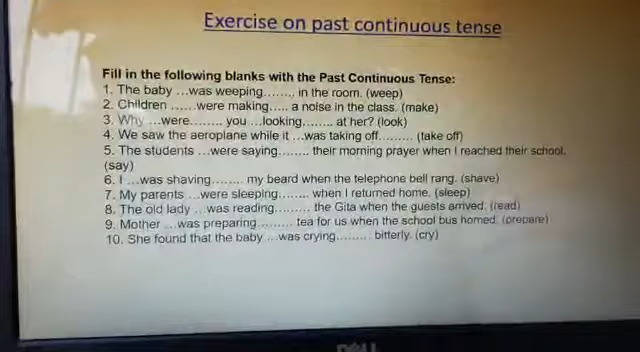 Exercise on past continuous tense
Fill in the following blanks with the Past Continuous Tense:
1. The baby ...was weeping........ in the room. (weep)
2. Children ......were making..... a noise in the class. (make)
3. Why ...were........ you ...looking........ at her? (look)
4. We saw the aeroplane while it ...was taking off......... (take off)
5. The students ...were saying........ their morning prayer when I reached their school.
(say)
6. I ...was shaving........ my beard when the telephone bell rang. (shave)
7. My parents ...were sleeping........ when I returned home. (sleep)
8. The old lady ...was reading......... the Gita when the guests arrived. (read)
9. Mother ...was preparing......... tea for us when the school bus horned. (prepare)
10. She found that the baby ...was crying......... bitterly. (cry)
DELL